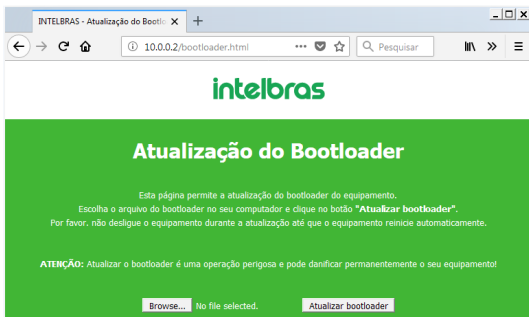 INTELBRAS - Atualização do Bootlo
10.0.0.2/bootloader.html
Pesquisar
intelbras
Atualização do Bootloader
Esta página permite a atualização do bootloader do equipamento.
Escolha o arquivo do bootloader no seu computador e clique no botão "Atualizar bootloader".
Por favor. não desligue o equipamento durante a atualização até que o equipamento reinicie automaticamente.
ATENÇÃO: Atualizar o bootloader é uma operação perigosa e pode danificar permanentemente o seu equipamento!
Browse... No file selected. Atualizar bootloader